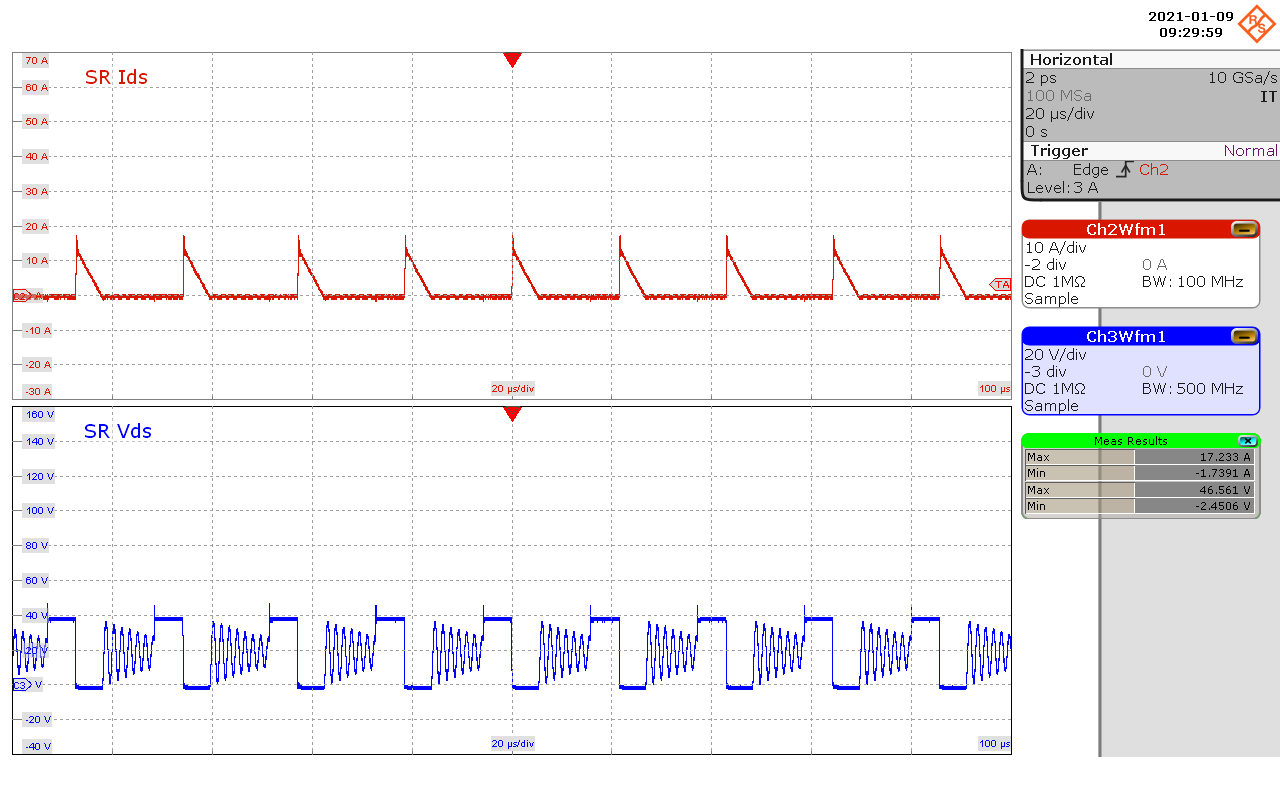 2021-01-09
09:29:59
R&S
Horizontal
2 ps 10 GSa/s
100 MSa IT
20 µs/div
0 s
Trigger Normal
A: Edge Ch2
Level: 3 A
Ch2Wfm1
10 A/div
-2 div 0 A
DC 1MΩ BW: 100 MHz
Sample
Ch3Wfm1
20 V/div
-3 div 0 V
DC 1MΩ BW: 500 MHz
Sample
Meas Results
Max 17.233 A
Min -1.7391 A
Max 46.561 V
Min -2.4506 V
SR Ids
70 A
60 A
50 A
40 A
30 A
20 A
10 A
C2 A
TA
-10 A
-20 A
-30 A
20 µs/div
100 µs
SR Vds
160 V
140 V
120 V
100 V
80 V
60 V
40 V
20 V
C3 V
-20 V
-40 V
20 µs/div
100 µs